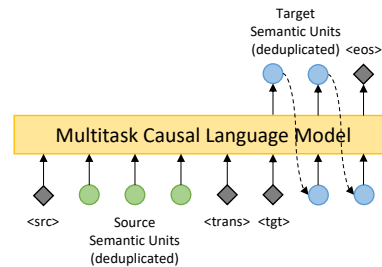 Target
Semantic Units
(deduplicated)
<eos>
Multitask Causal Language Model
<src>
Source
Semantic Units
(deduplicated)
<trans>
<tgt>